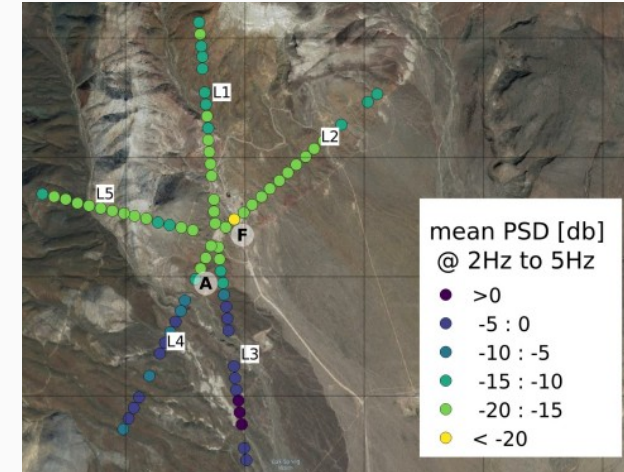 L1
L2
L5
F
A
L4
L3
mean PSD [db]
@ 2Hz to 5Hz
>0
-5 : 0
-10 : -5
-15 : -10
-20 : -15
< -20